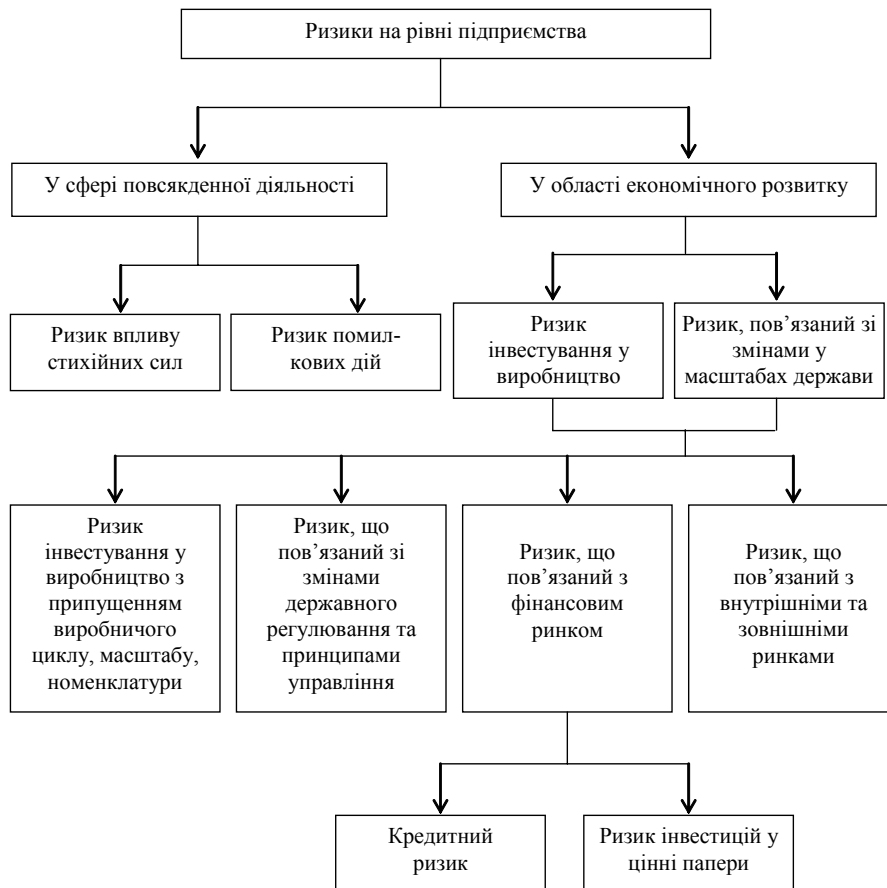 Ризики на рівні підприємства
У сфері повсякденної діяльності
У області економічного розвитку
Ризик впливу
стихійних сил
Ризик помил-
кових дій
Ризик
інвестування у
виробництво
Ризик, пов’язаний зі
змінами у
масштабах держави
Ризик
інвестування у
виробництво з
припущенням
виробничого
циклу, масштабу,
номенклатури
Ризик, що
пов’язаний зі
змінами
державного
регулювання та
принципами
управління
Ризик, що
пов’язаний з
фінансовим
ринком
Ризик, що
пов’язаний з
внутрішніми та
зовнішніми
ринками
Кредитний
ризик
Ризик інвестицій у
цінні папери